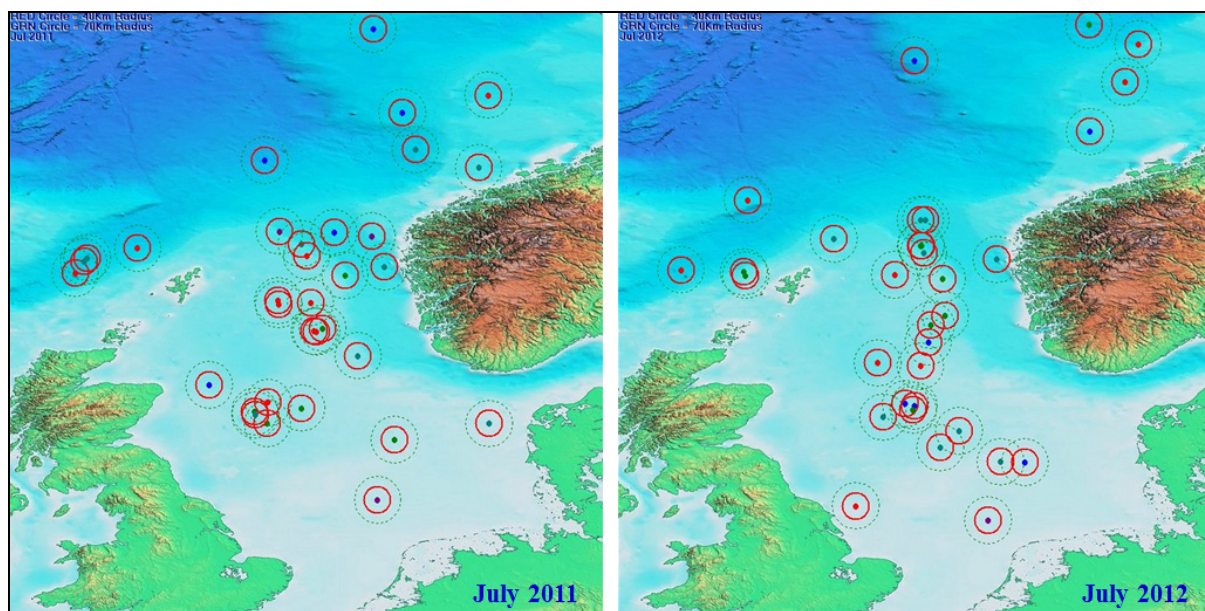 RED Circle - 40Km Radius
GRN Circle - 70Km Radius
Jul 2011
RED Circle - 40Km Radius
GRN Circle - 70Km Radius
Jul 2012
July 2011
July 2012